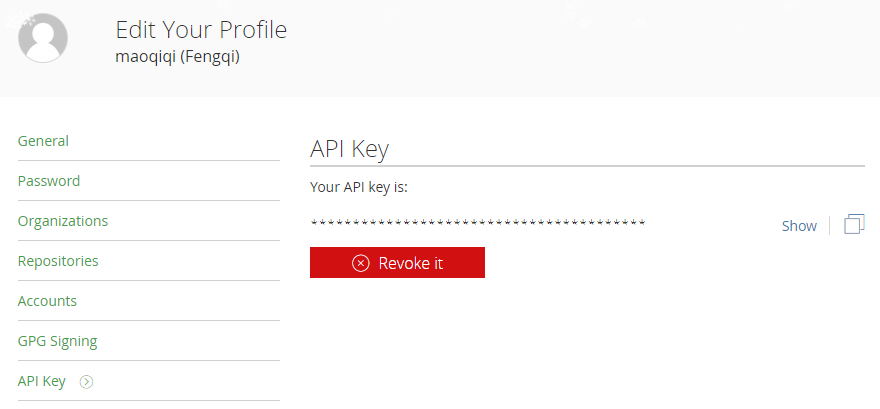 Edit Your Profile
maoqiqi (Fengqi)
General
Password
Organizations
Repositories
Accounts
GPG Signing
API Key
API Key
Your API key is:
****************************************
Show
Revoke it